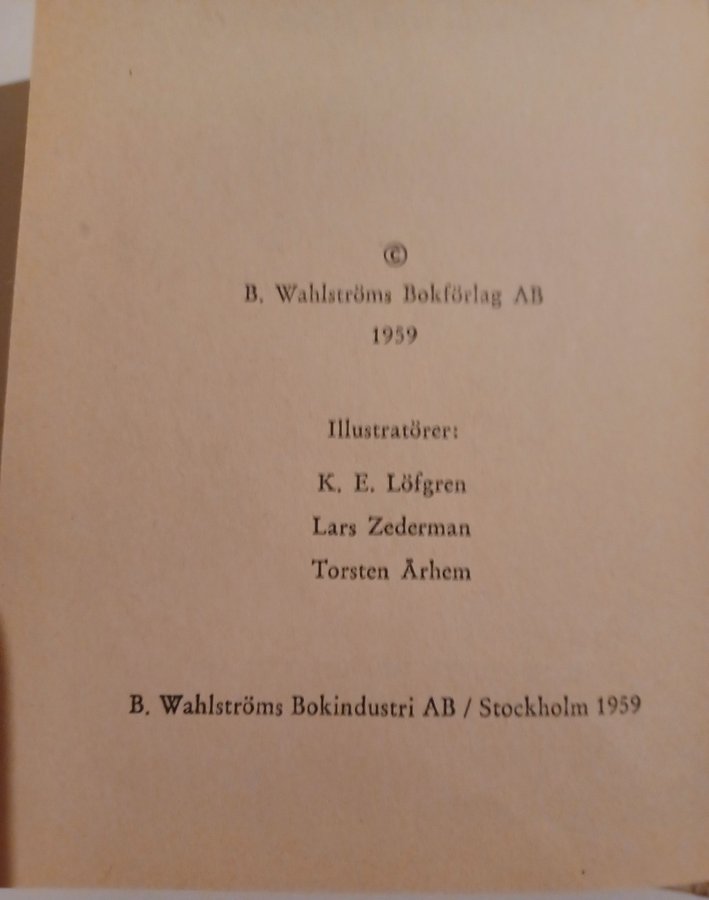 ©
B. Wahlströms Bokförlag AB
1959
Illustratörer:
K. E. Löfgren
Lars Zederman
Torsten Århem
B. Wahlströms Bokindustri AB / Stockholm 1959